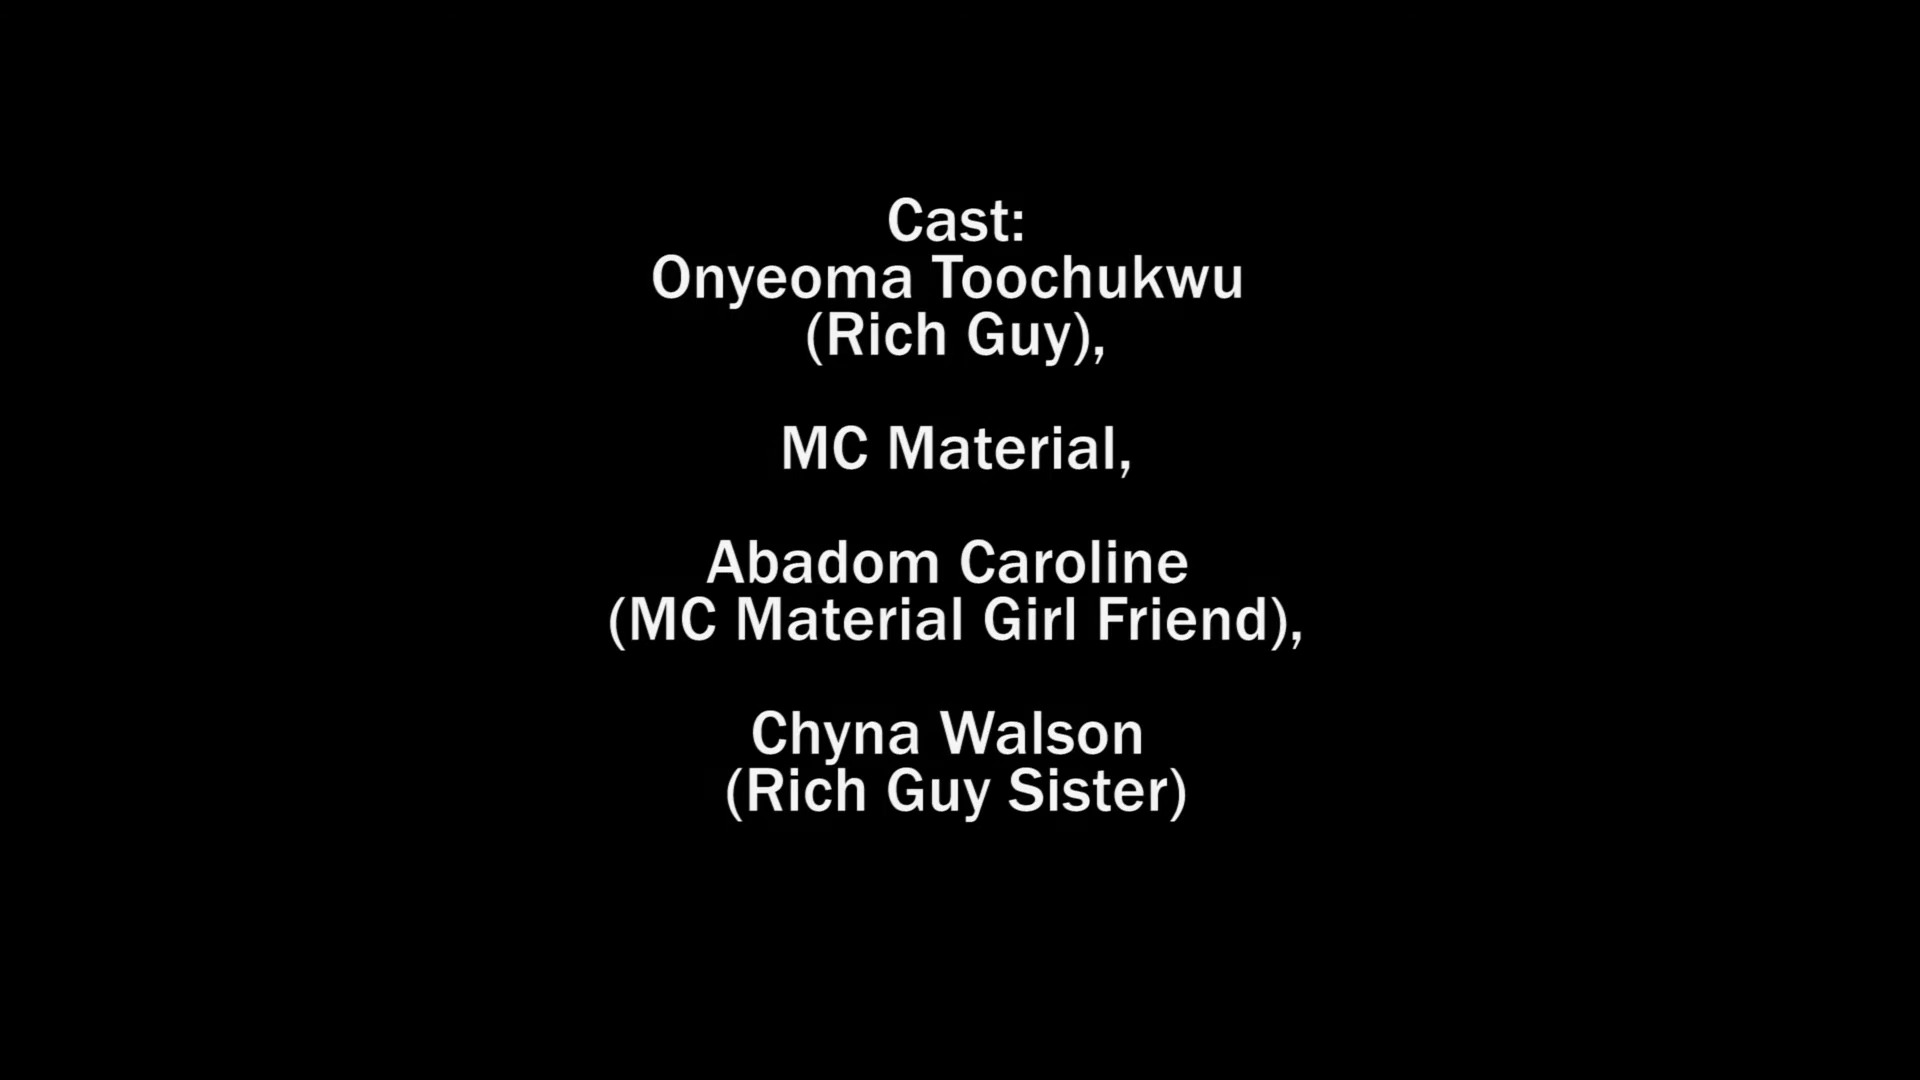 Cast:
Onyeoma Toochukwu
(Rich Guy),
MC Material,
Abadom Caroline
(MC Material Girl Friend),
Chyna Walson
(Rich Guy Sister)